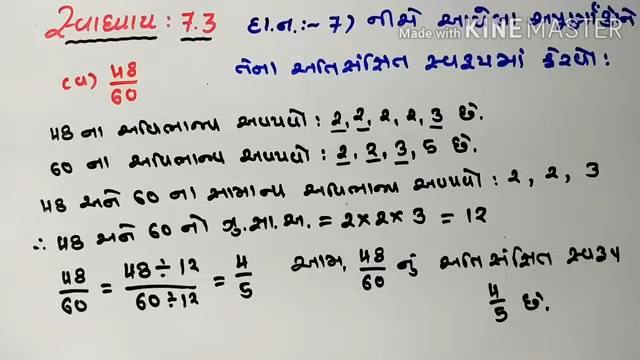 સ્વાધ્યાય : 7.3 દા.ન. :- 7) નીચે આપેલા અપૂર્ણાંકોને
Made with KINEMASTER
તેના અતિસંક્ષિપ્ત સ્વરૂપમાં ફેરવો :
48/60
48 ના અવિભાજ્ય અવયવો : 2, 2, 2, 2, 3 છે.
60 ના અવિભાજ્ય અવયવો : 2, 2, 3, 5 છે.
48 અને 60 ના સામાન્ય અવિભાજ્ય અવયવો : 2, 2, 3
∴ 48 અને 60 નો ગુ.સા.અ. = 2 × 2 × 3 = 12
48/60 = 48 ÷ 12/60 ÷ 12 = 4/5 આમ, 48/60 નું અતિસંક્ષિપ્ત સ્વરૂપ
4/5 છે.